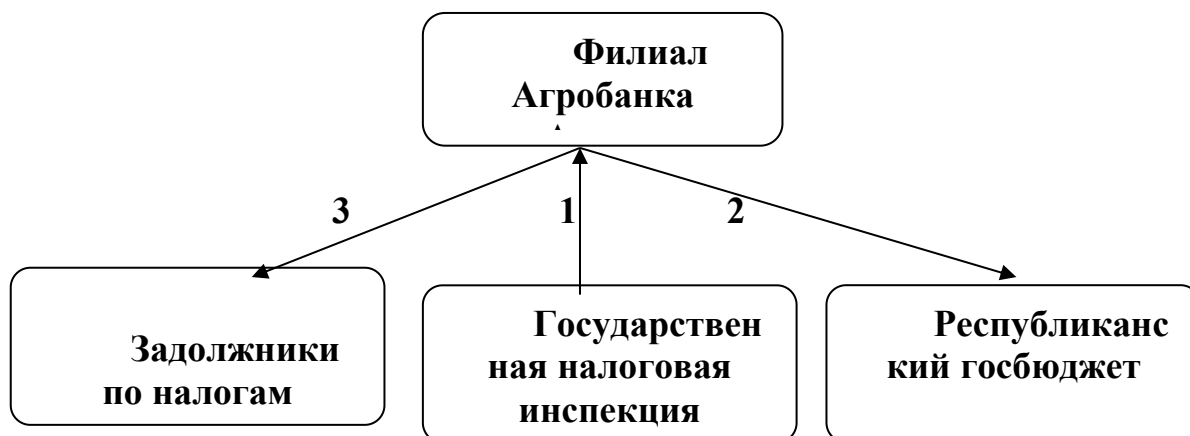 Филиал
Агробанка
3
1
2
Задолжники
по налогам
Государствен
ная налоговая
инспекция
Республиканс
кий госбюджет